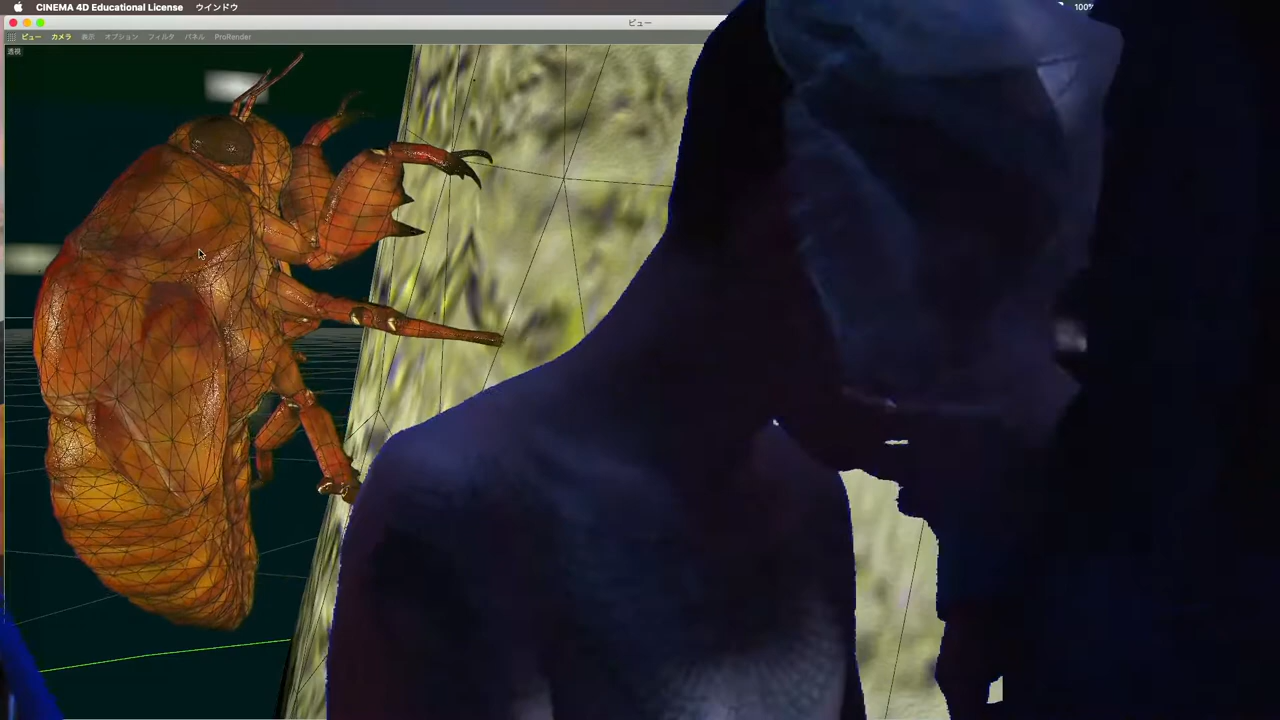 CINEMA 4D Educational License ウインドウ 100%
ビュー
ビュー カメラ 表示 オプション フィルタ パネル ProRender
透視